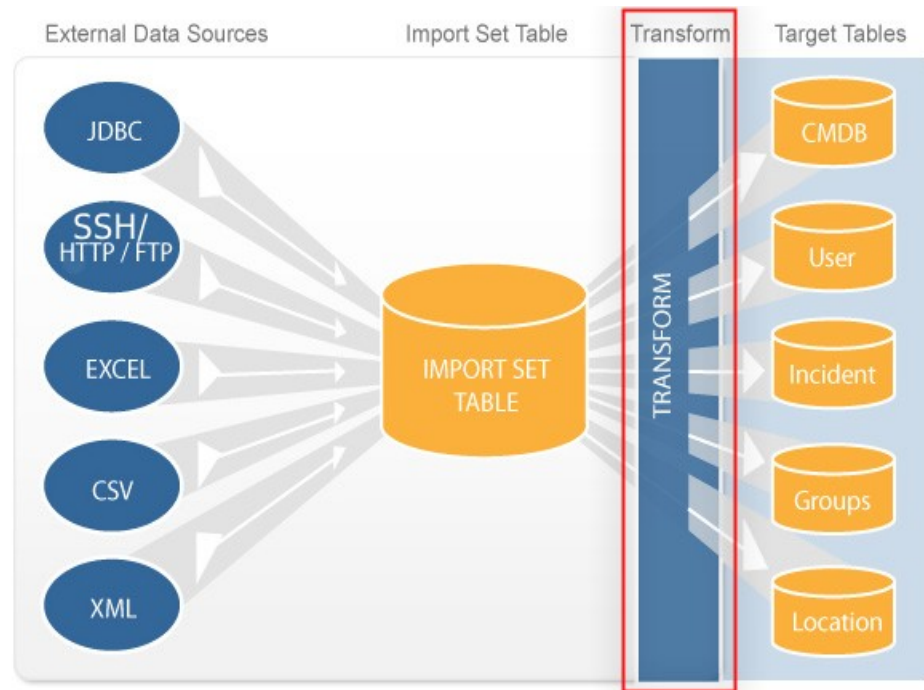 External Data Sources
Import Set Table
Transform
Target Tables
JDBC
SSH/
HTTP / FTP
EXCEL
CSV
XML
IMPORT SET
TABLE
TRANSFORM
CMDB
User
Incident
Groups
Location